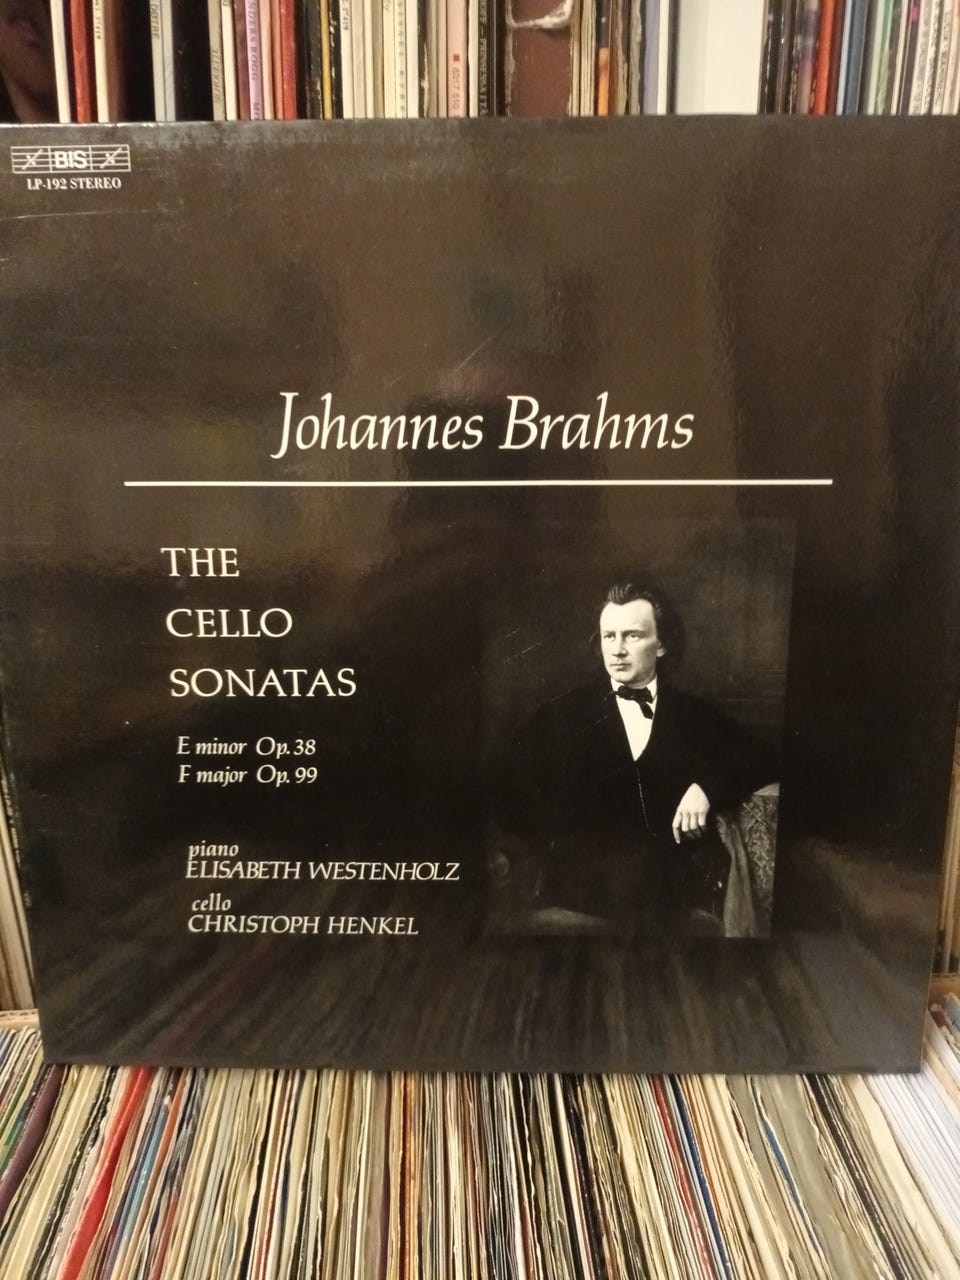 BIS
LP-192 STEREO
Johannes Brahms
THE
CELLO
SONATAS
E minor Op. 38
F major Op. 99
piano
ELISABETH WESTENHOLZ
cello
CHRISTOPH HENKEL